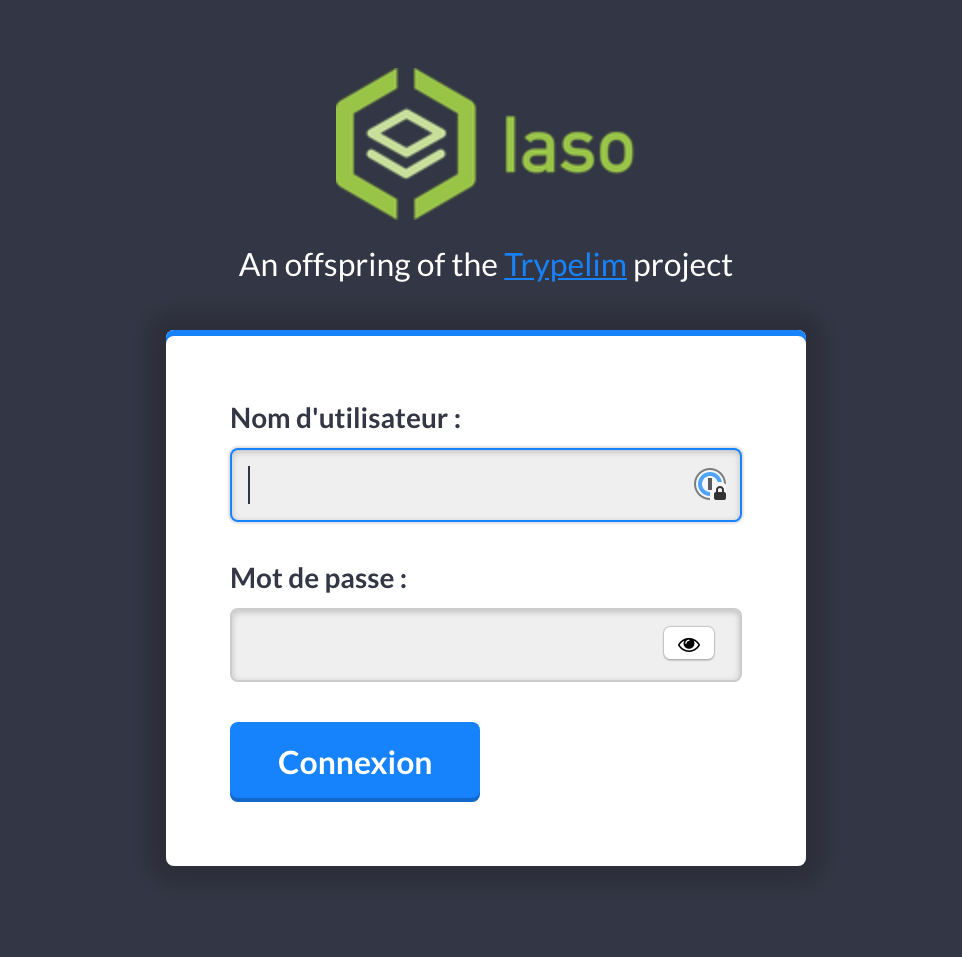 laso
An offspring of the Trypelim project
Nom d'utilisateur :
Mot de passe :
Connexion